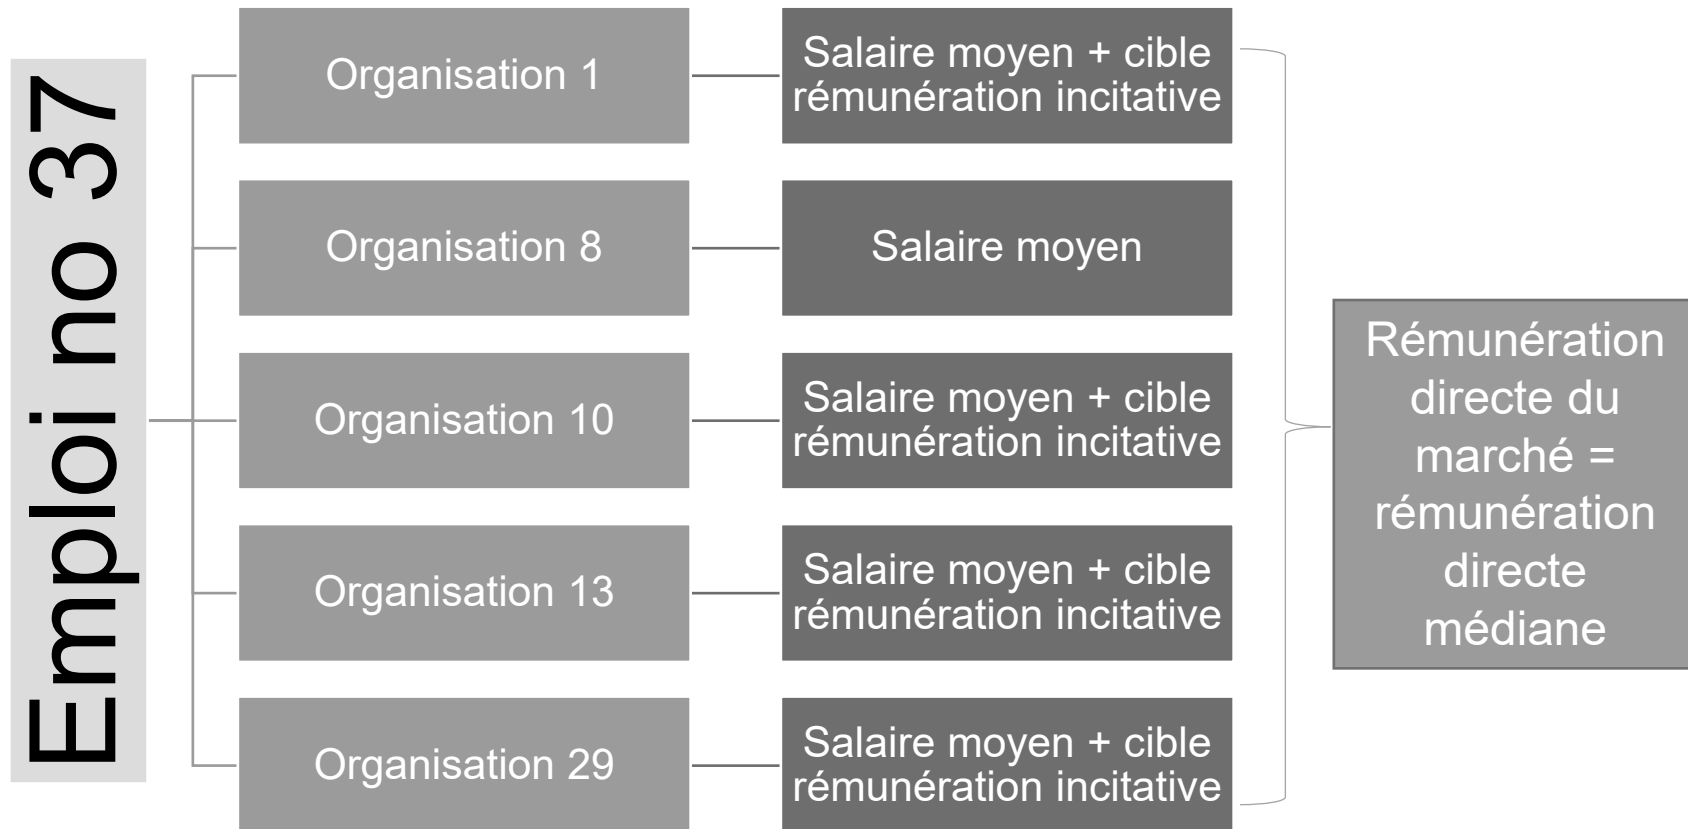 Emploi no 37
Organisation 1
Salaire moyen + cible
rémunération incitative
Organisation 8
Salaire moyen
Organisation 10
Salaire moyen + cible
rémunération incitative
Organisation 13
Salaire moyen + cible
rémunération incitative
Organisation 29
Salaire moyen + cible
rémunération incitative
Rémunération
directe du
marché =
rémunération
directe
médiane